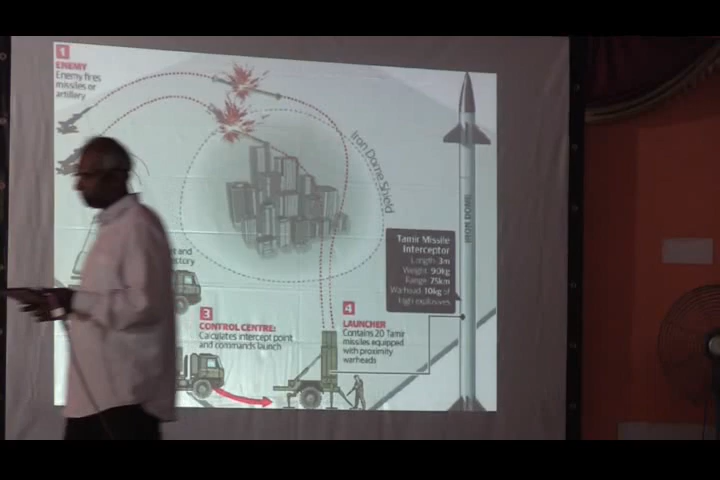 1
ENEMY
Enemy fires
missiles or
artillery
Iron Dome Shield
IRON DOME
Tamir Missile
Interceptor
Length: 3m
Weight: 90kg
Range: 75km
Warhead: 10kg of
high explosives
and
3
CONTROL CENTRE:
Calculates intercept point
and commands launch
4
LAUNCHER
Contains 20 Tamir
missiles equipped
with proximity
warheads